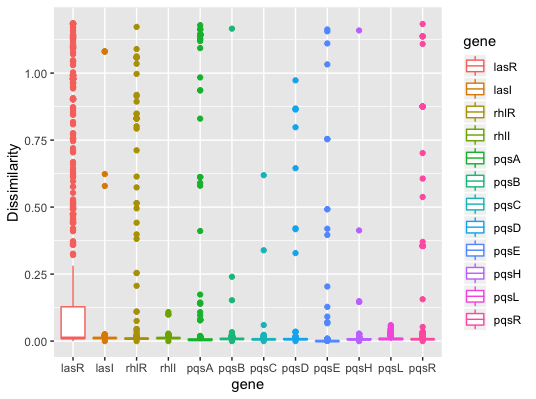 Dissimilarity
1.00
0.75
0.50
0.25
0.00
lasR lasI rhlR rhlI pqsA pqsB pqsC pqsD pqsE pqsH pqsL pqsR
gene
gene
lasR
lasI
rhlR
rhlI
pqsA
pqsB
pqsC
pqsD
pqsE
pqsH
pqsL
pqsR